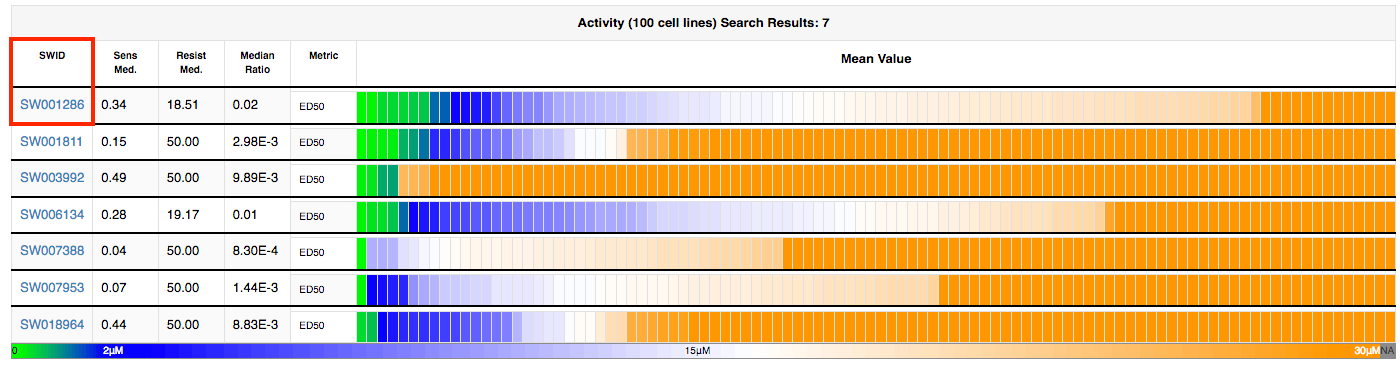 Activity (100 cell lines) Search Results: 7
SWID Sens Med. Resist Med. Median Ratio Metric Mean Value
SW001286 0.34 18.51 0.02 ED50
SW001811 0.15 50.00 2.98E-3 ED50
SW003992 0.49 50.00 9.89E-3 ED50
SW006134 0.28 19.17 0.01 ED50
SW007388 0.04 50.00 8.30E-4 ED50
SW007953 0.07 50.00 1.44E-3 ED50
SW018964 0.44 50.00 8.83E-3 ED50
0 2μM 15μM 30μM NA